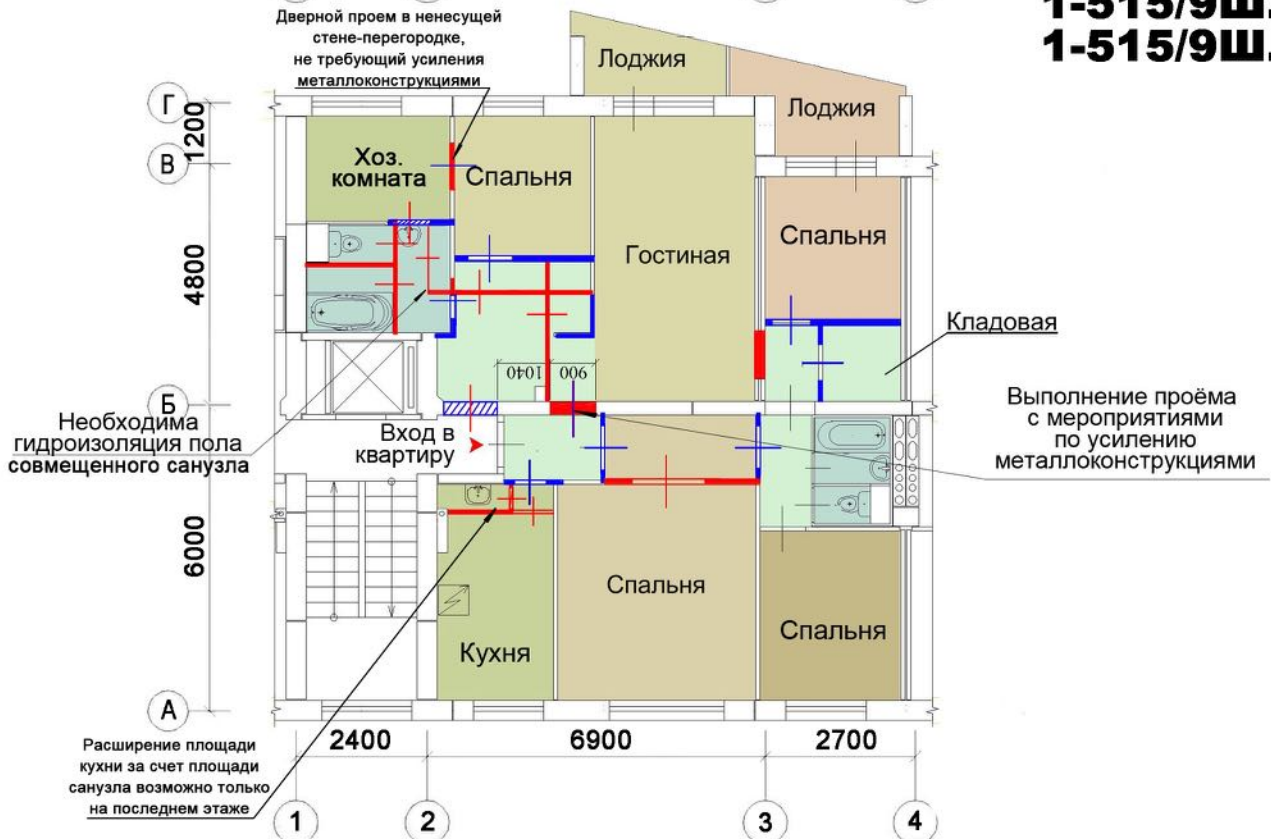 Дверной проем в ненесущей
стене-перегородке,
не требующий усиления
металлоконструкциями
1-515/9Ш.
1-515/9Ш.
Лоджия
Лоджия
Г
1200
В
Хоз.
комната
Спальня
Спальня
Гостиная
4800
Кладовая
1040
900
Б
Необходима
гидроизоляция пола
совмещенного санузла
Вход в
квартиру
Выполнение проёма
с мероприятиями
по усилению
металлоконструкциями
6000
Спальня
Кухня
Спальня
А
Расширение площади
кухни за счет площади
санузла возможно только
на последнем этаже
2400
6900
2700
1
2
3
4